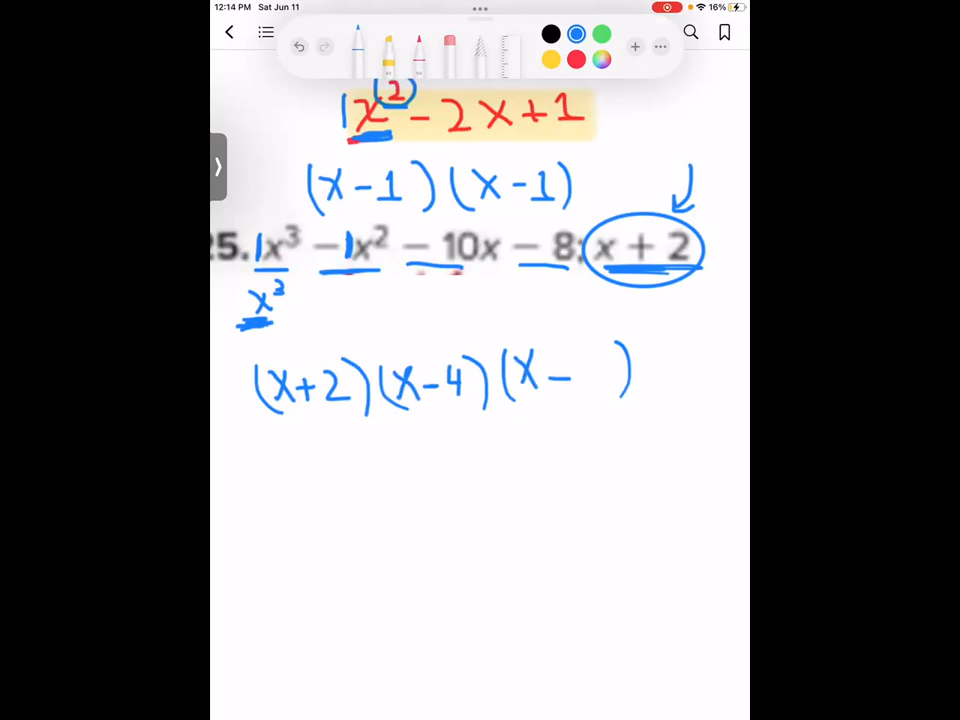 12:14 PM Sat Jun 11 16%
1x² - 2x + 1
(x - 1) (x - 1)
25. 1x³ - 1x² - 10x - 8; x + 2
x³
(x + 2) (x - 4) (x - )